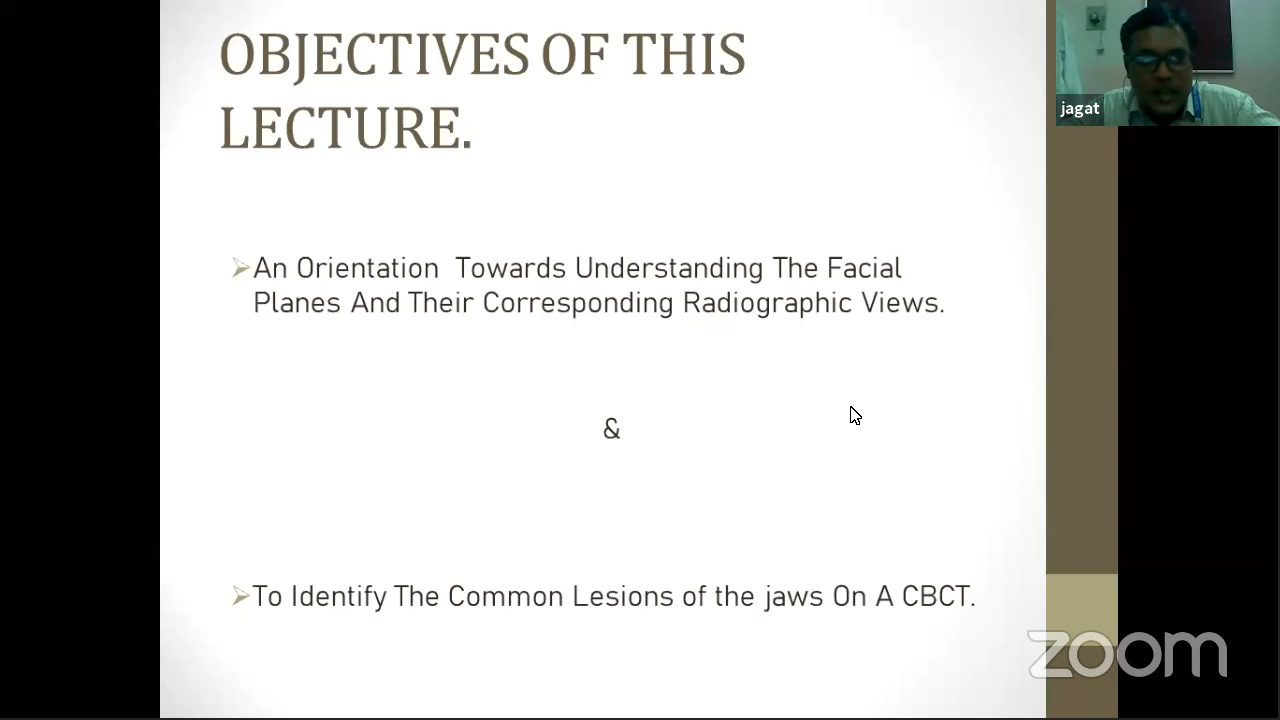 OBJECTIVES OF THIS
LECTURE.
jagat
An Orientation Towards Understanding The Facial
Planes And Their Corresponding Radiographic Views.
&
To Identify The Common Lesions of the jaws On A CBCT.
zoom